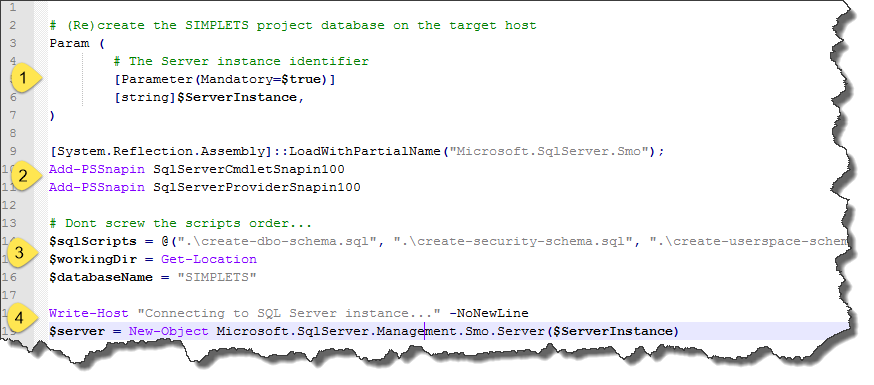 1
2 # (Re)create the SIMPLETS project database on the target host
3 Param (
4 # The Server instance identifier
1 [Parameter(Mandatory=$true)]
6 [string]$ServerInstance,
7 )
8
9 [System.Reflection.Assembly]::LoadWithPartialName("Microsoft.SqlServer.Smo");
10 2 Add-PSSnapin SqlServerCmdletSnapin100
11 Add-PSSnapin SqlServerProviderSnapin100
12
13 # Dont screw the scripts order...
3 $sqlScripts = @(".\create-dbo-schema.sql", ".\create-security-schema.sql", ".\create-userspace-schem
$workingDir = Get-Location
16 $databaseName = "SIMPLETS"
17
4 Write-Host "Connecting to SQL Server instance..." -NoNewLine
$server = New-Object Microsoft.SqlServer.Management.Smo.Server($ServerInstance)